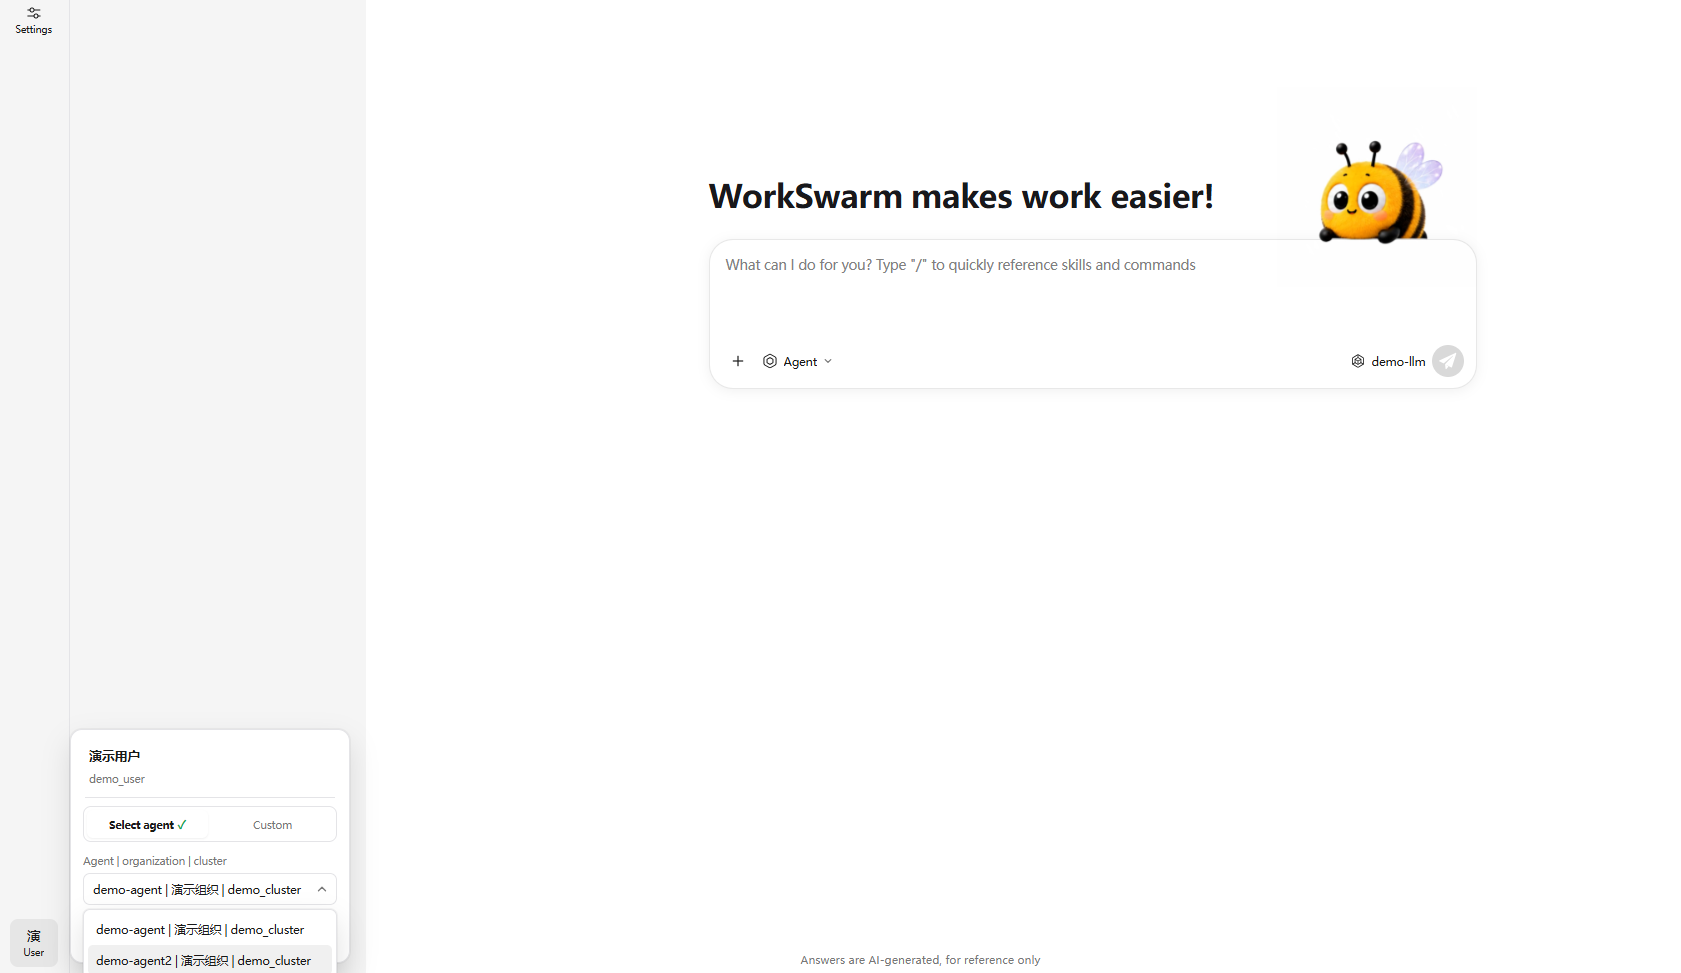 Settings
WorkSwarm makes work easier!
What can I do for you? Type "/" to quickly reference skills and commands
Agent
demo-llm
演示用户
demo_user
Select agent ✓
Custom
Agent | organization | cluster
demo-agent | 演示组织 | demo_cluster
demo-agent | 演示组织 | demo_cluster
demo-agent2 | 演示组织 | demo_cluster
演
User
Answers are AI-generated, for reference only